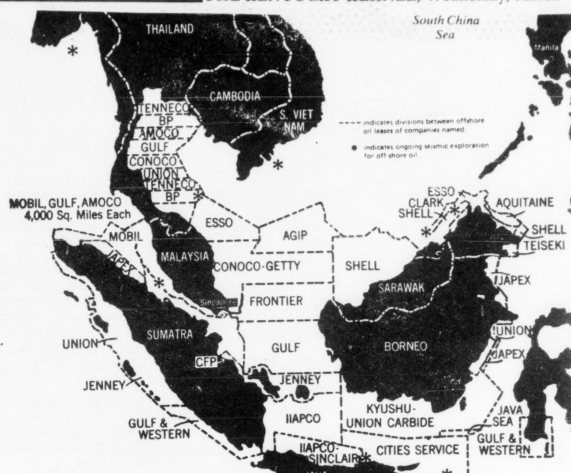 South China
Sea
THAILAND
Manila
CAMBODIA
S. VIET
NAM
indicates divisions between offshore
oil leases of companies named.
indicates ongoing seismic exploration
for off-shore oil.
TENNECO
BP
AMOCO
GULF
CONOCO
UNION
TENNECO
BP
MOBIL, GULF, AMOCO
4,000 Sq. Miles Each
MOBIL
ESSO
AGIP
ESSO
CLARK
SHELL
AQUITAINE
SHELL
TEISEKI
JAPEX
MALAYSIA
CONOCO-GETTY
SHELL
SARAWAK
JAPEX
Singapore
FRONTIER
SUMATRA
UNION
CFP
GULF
BORNEO
UNION
JAPEX
JENNEY
JENNEY
GULF &
WESTERN
IIAPCO
KYUSHU-
UNION CARBIDE
JAVA
SEA
GULF &
WESTERN
IIAPCO-
SINCLAIR
CITIES SERVICE